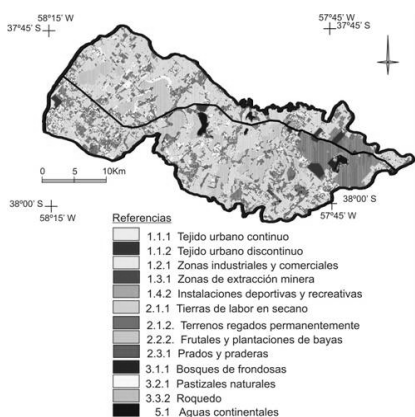 58°15' W
57°45' W
37°45' S
37°45' S
0 5 10Km
38°00' S
38°00' S
58°15' W
57°45' W
Referencias
1.1.1 Tejido urbano continuo
1.1.2 Tejido urbano discontinuo
1.2.1 Zonas industriales y comerciales
1.3.1 Zonas de extracción minera
1.4.2 Instalaciones deportivas y recreativas
2.1.1 Tierras de labor en secano
2.1.2. Terrenos regados permanentemente
2.2.2. Frutales y plantaciones de bayas
2.3.1 Prados y praderas
3.1.1 Bosques de frondosas
3.2.1 Pastizales naturales
3.3.2 Roquedo
5.1 Aguas continentales